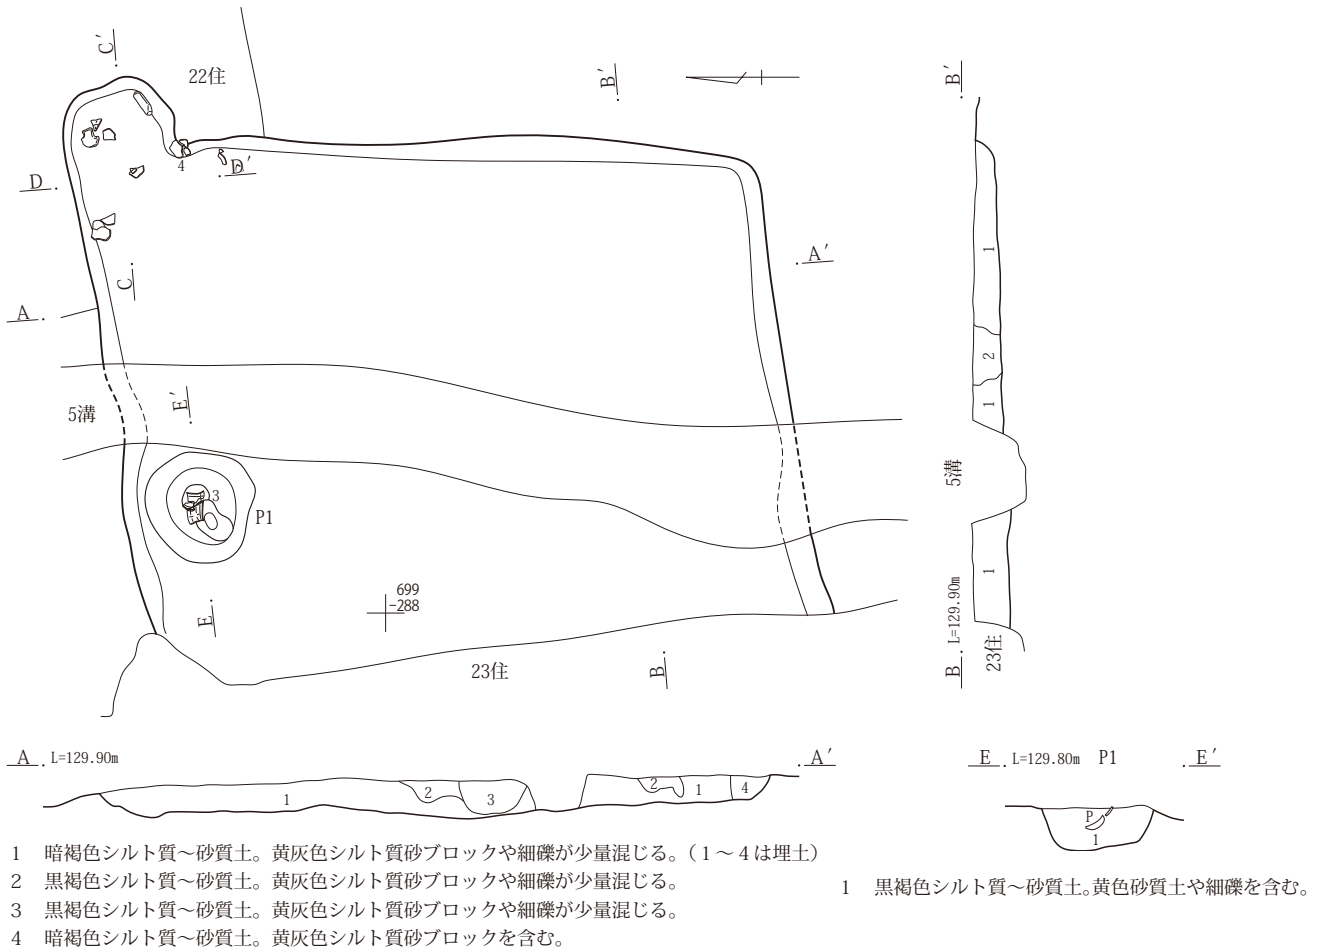 C′
22住
B′
B′
4
D′
D
A′
C
A
1
2
1
5溝
E′
5溝
3
P1
1
699
-288
E
23住
B
B L=129.90m
23住
A L=129.90m
A′
E L=129.80m P1 E′
1
2
3
2
1
4
P
1
1 暗褐色シルト質～砂質土。黄灰色シルト質砂ブロックや細礫が少量混じる。（1～4は埋土）
2 黒褐色シルト質～砂質土。黄灰色シルト質砂ブロックや細礫が少量混じる。
3 黒褐色シルト質～砂質土。黄灰色シルト質砂ブロックや細礫が少量混じる。
4 暗褐色シルト質～砂質土。黄灰色シルト質砂ブロックを含む。
1 黒褐色シルト質～砂質土。黄色砂質土や細礫を含む。